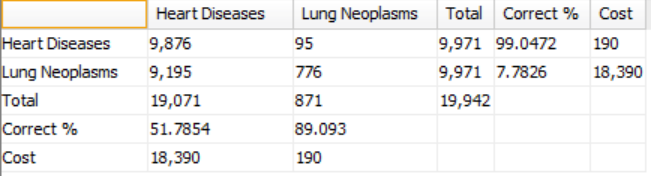 Heart Diseases Lung Neoplasms Total Correct % Cost
Heart Diseases 9,876 95 9,971 99.0472 190
Lung Neoplasms 9,195 776 9,971 7.7826 18,390
Total 19,071 871 19,942
Correct % 51.7854 89.093
Cost 18,390 190